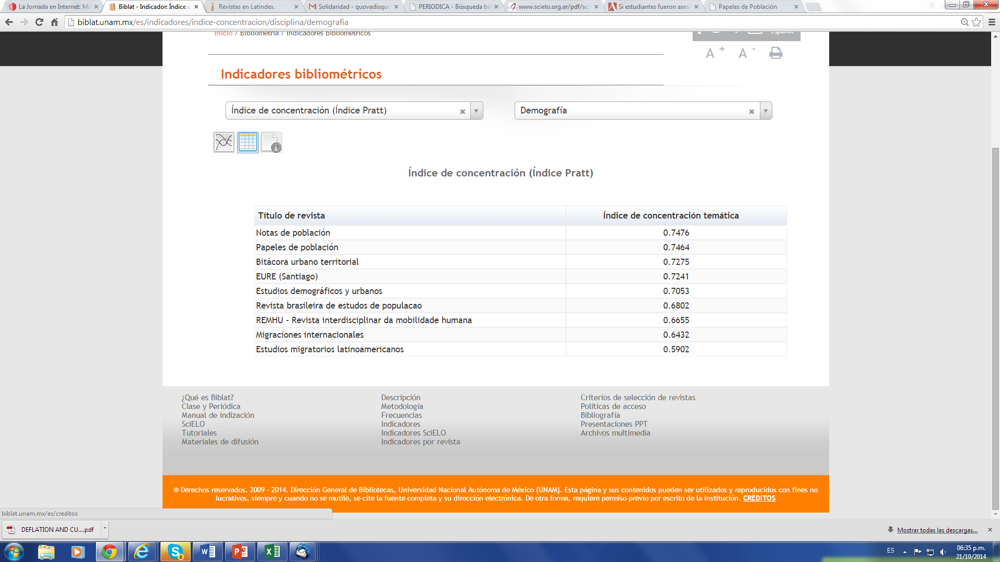 La Jornada en Internet: Má
Biblat - Indicador: Índice c
Revistas en Latindex.
Solidaridad - quovadisquo
PERIODICA - Búsqueda bá
www.scielo.org.ar/pdf/sc/
Si estudiantes fueron ases
Papeles de Población
biblat.unam.mx/es/indicadores/indice-concentracion/disciplina/demografia
Inicio / Bibliometría / Indicadores bibliométricos
Español
A + A -
Indicadores bibliométricos
Índice de concentración (Índice Pratt)
Demografía
Índice de concentración (Índice Pratt)
Título de revista Índice de concentración temática
Notas de población 0.7476
Papeles de población 0.7464
Bitácora urbano territorial 0.7275
EURE (Santiago) 0.7241
Estudios demográficos y urbanos 0.7053
Revista brasileira de estudos de populacao 0.6802
REMHU - Revista interdisciplinar da mobilidade humana 0.6655
Migraciones internacionales 0.6432
Estudios migratorios latinoamericanos 0.5902
¿Qué es Biblat?
Clase y Periódica
Manual de indización
SciELO
Tutoriales
Materiales de difusión
Descripción
Metodología
Frecuencias
Indicadores
Indicadores SciELO
Indicadores por revista
Criterios de selección de revistas
Políticas de acceso
Bibliografía
Presentaciones PPT
Archivos multimedia
® Derechos reservados. 2009 - 2014. Dirección General de Bibliotecas, Universidad Nacional Autónoma de México (UNAM). Esta página y sus contenidos pueden ser utilizados y reproducidos con fines no
lucrativos, siempre y cuando no se mutile, se cite la fuente completa y su dirección electrónica. De otra forma, requiere permiso previo por escrito de la institución. CRÉDITOS
biblat.unam.mx/es/creditos
DEFLATION AND CU....pdf
Mostrar todas las descargas...
ES
06:35 p.m.
21/10/2014